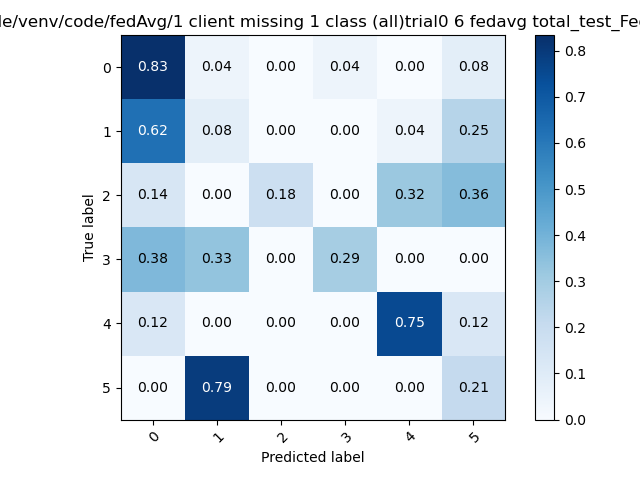 le/venv/code/fedAvg/1 client missing 1 class (all)trial0 6 fedavg total_test_Fe
0 0.83 0.04 0.00 0.04 0.00 0.08
1 0.62 0.08 0.00 0.00 0.04 0.25
2 0.14 0.00 0.18 0.00 0.32 0.36
3 0.38 0.33 0.00 0.29 0.00 0.00
4 0.12 0.00 0.00 0.00 0.75 0.12
5 0.00 0.79 0.00 0.00 0.00 0.21
0 1 2 3 4 5
True label
Predicted label
0.8
0.7
0.6
0.5
0.4
0.3
0.2
0.1
0.0